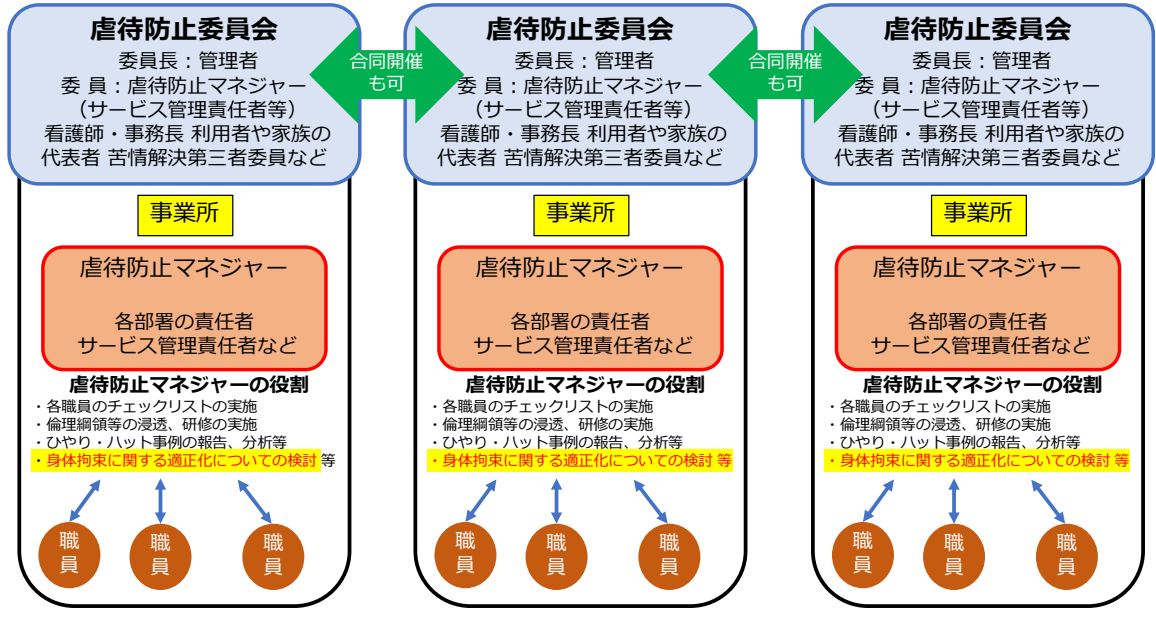 虐待防止委員会
委員長：管理者
委 員：虐待防止マネジャー
（サービス管理責任者等）
看護師・事務長 利用者や家族の
代表者 苦情解決第三者委員など
合同開催
も可
虐待防止委員会
委員長：管理者
委 員：虐待防止マネジャー
（サービス管理責任者等）
看護師・事務長 利用者や家族の
代表者 苦情解決第三者委員など
合同開催
も可
虐待防止委員会
委員長：管理者
委 員：虐待防止マネジャー
（サービス管理責任者等）
看護師・事務長 利用者や家族の
代表者 苦情解決第三者委員など
事業所
虐待防止マネジャー
各部署の責任者
サービス管理責任者など
虐待防止マネジャーの役割
・各職員のチェックリストの実施
・倫理綱領等の浸透、研修の実施
・ひやり・ハット事例の報告、分析等
・身体拘束に関する適正化についての検討 等
職員
職員
職員
事業所
虐待防止マネジャー
各部署の責任者
サービス管理責任者など
虐待防止マネジャーの役割
・各職員のチェックリストの実施
・倫理綱領等の浸透、研修の実施
・ひやり・ハット事例の報告、分析等
・身体拘束に関する適正化についての検討 等
職員
職員
職員
事業所
虐待防止マネジャー
各部署の責任者
サービス管理責任者など
虐待防止マネジャーの役割
・各職員のチェックリストの実施
・倫理綱領等の浸透、研修の実施
・ひやり・ハット事例の報告、分析等
・身体拘束に関する適正化についての検討 等
職員
職員
職員